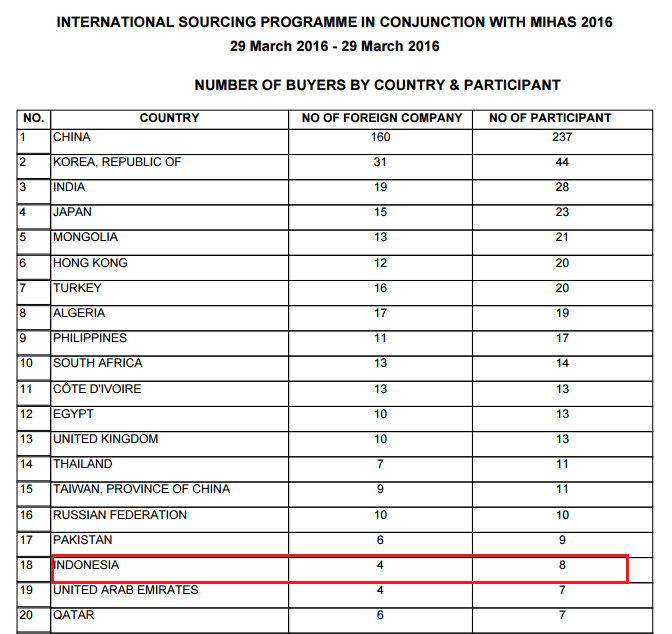 INTERNATIONAL SOURCING PROGRAMME IN CONJUNCTION WITH MIHAS 2016
29 March 2016 - 29 March 2016
NUMBER OF BUYERS BY COUNTRY & PARTICIPANT
NO. COUNTRY NO OF FOREIGN COMPANY NO OF PARTICIPANT
1 CHINA 160 237
2 KOREA, REPUBLIC OF 31 44
3 INDIA 19 28
4 JAPAN 15 23
5 MONGOLIA 13 21
6 HONG KONG 12 20
7 TURKEY 16 20
8 ALGERIA 17 19
9 PHILIPPINES 11 17
10 SOUTH AFRICA 13 14
11 CÔTE D'IVOIRE 13 13
12 EGYPT 10 13
13 UNITED KINGDOM 10 13
14 THAILAND 7 11
15 TAIWAN, PROVINCE OF CHINA 9 11
16 RUSSIAN FEDERATION 10 10
17 PAKISTAN 6 9
18 INDONESIA 4 8
19 UNITED ARAB EMIRATES 4 7
20 QATAR 6 7